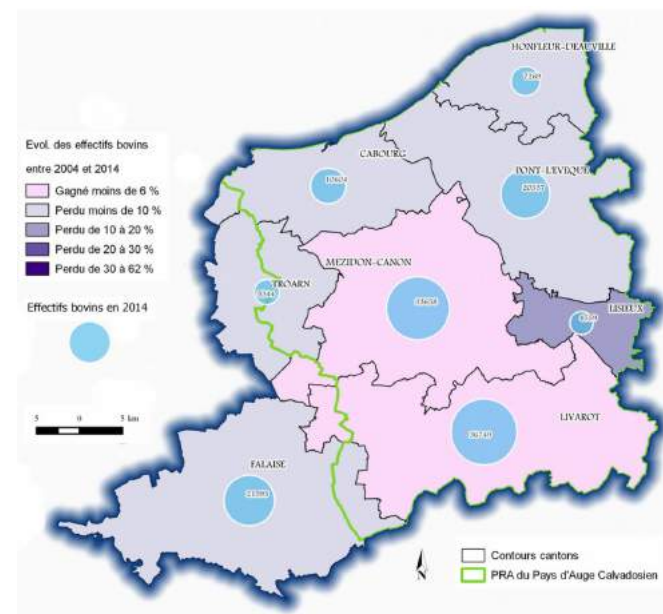 HONFLEUR-DEAUVILLE
Evol. des effectifs bovins
entre 2004 et 2014
Gagné moins de 6 %
Perdu moins de 10 %
Perdu de 10 à 20 %
Perdu de 20 à 30 %
Perdu de 30 à 62 %
Effectifs bovins en 2014
CABOURG
PONT-L'EVEQUE
MEZIDON-CANON
TROARN
LISIEUX
LIVAROT
FALAISE
5 0 5 km
N
Contours cantons
PRA du Pays d'Auge Calvadosien